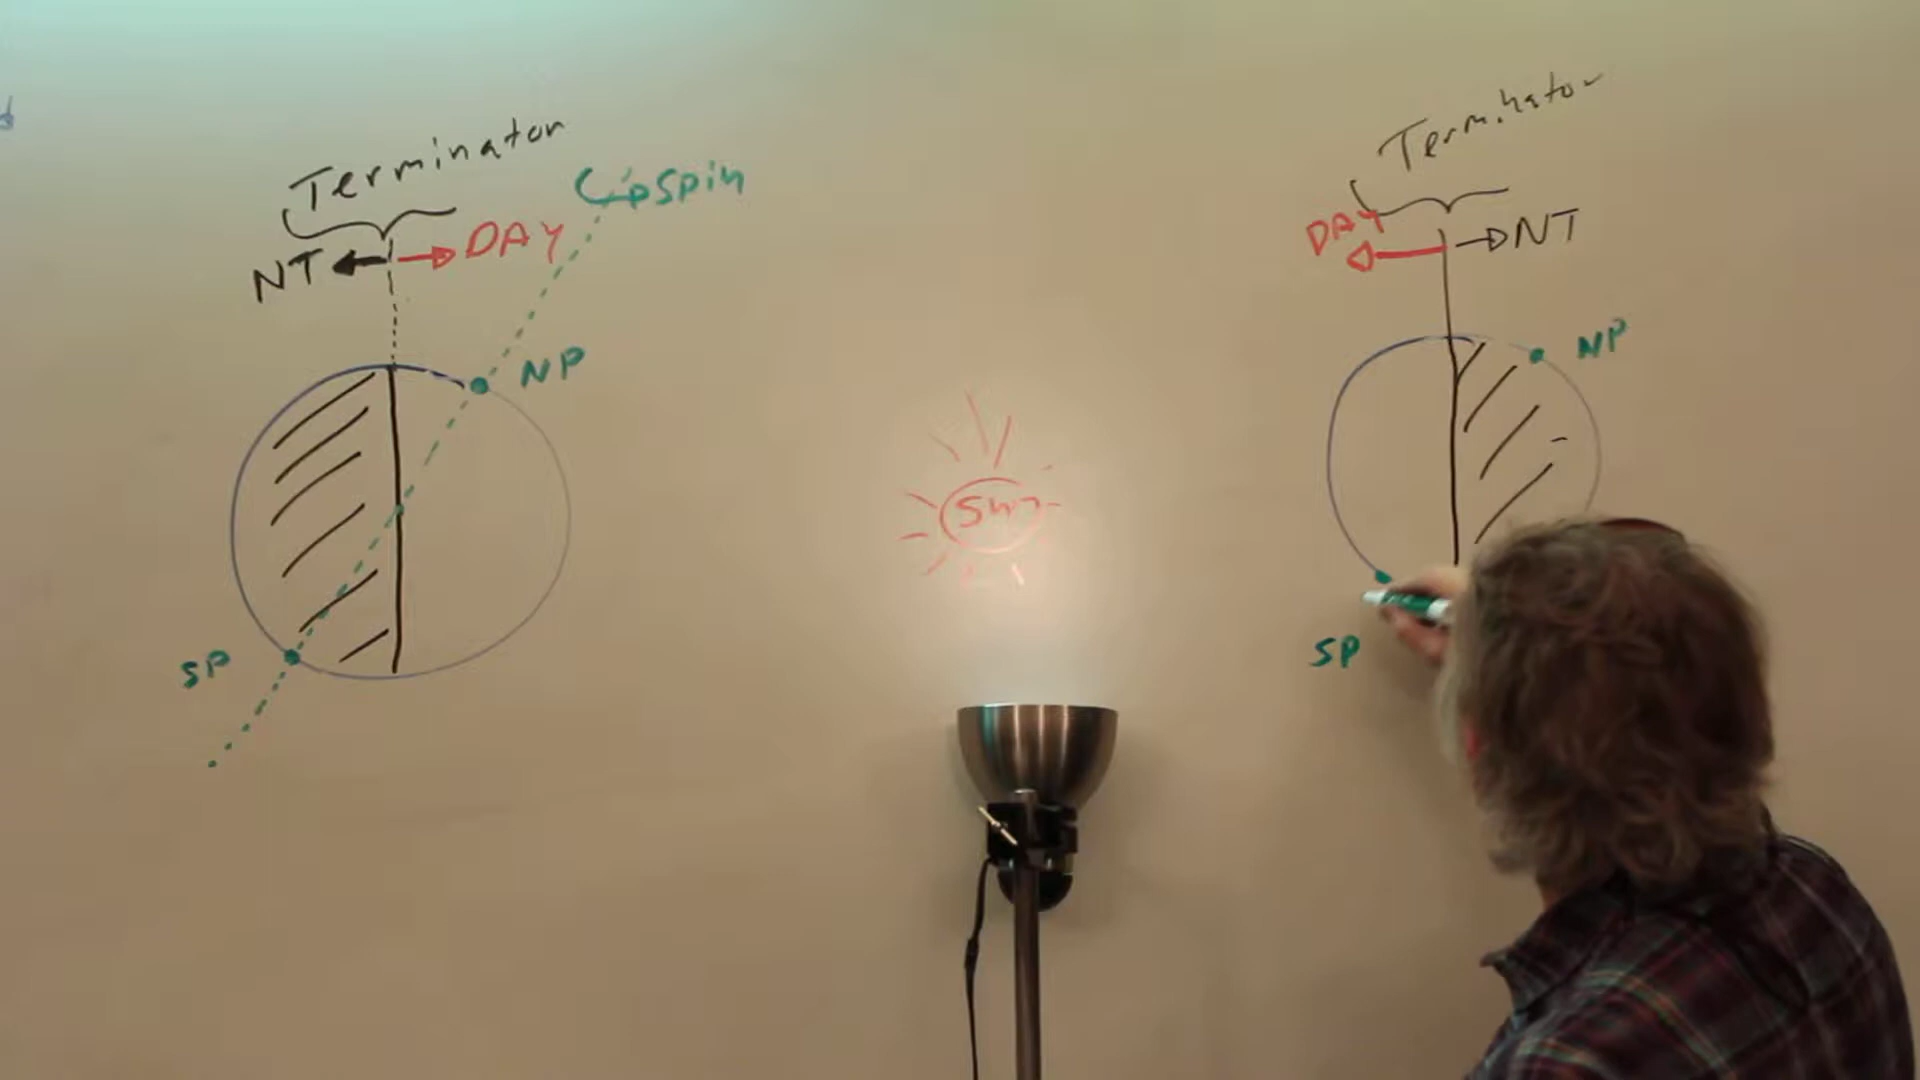 Terminator
NT DAY
spin
NP
SP
Sun
Terminator
DAY NT
NP
SP